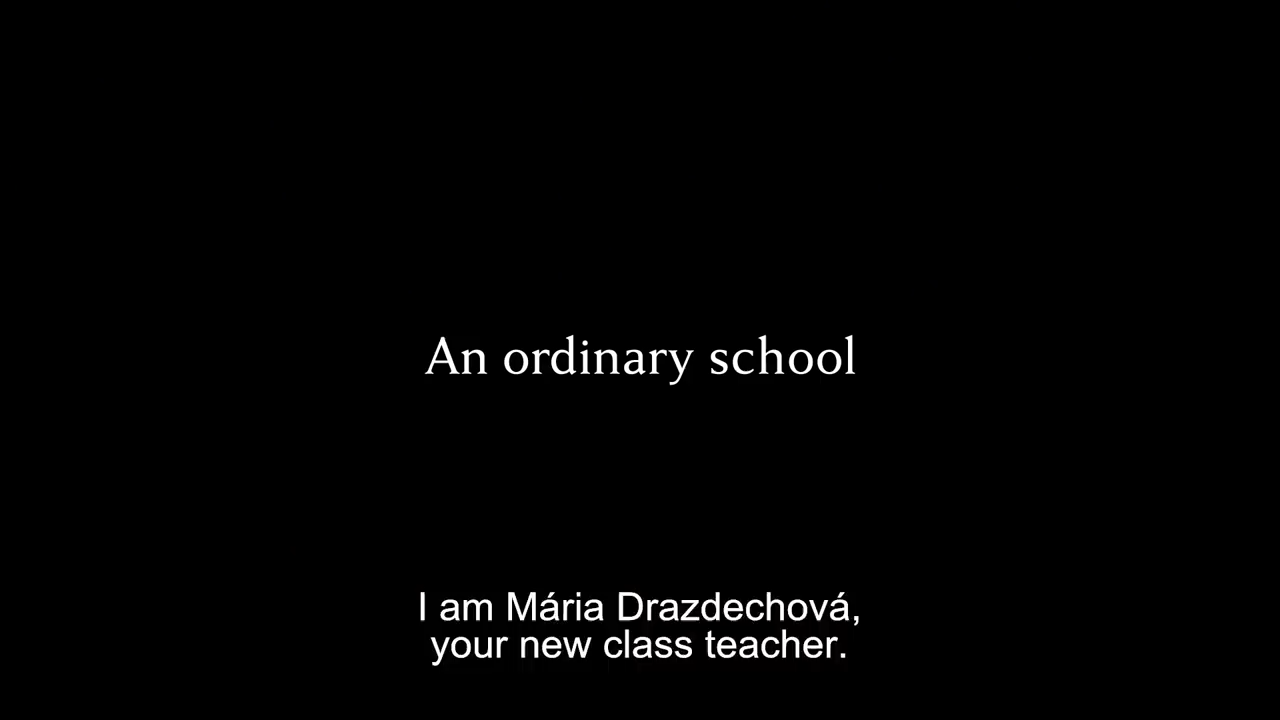 An ordinary school
I am Mária Drazdechová,
your new class teacher.